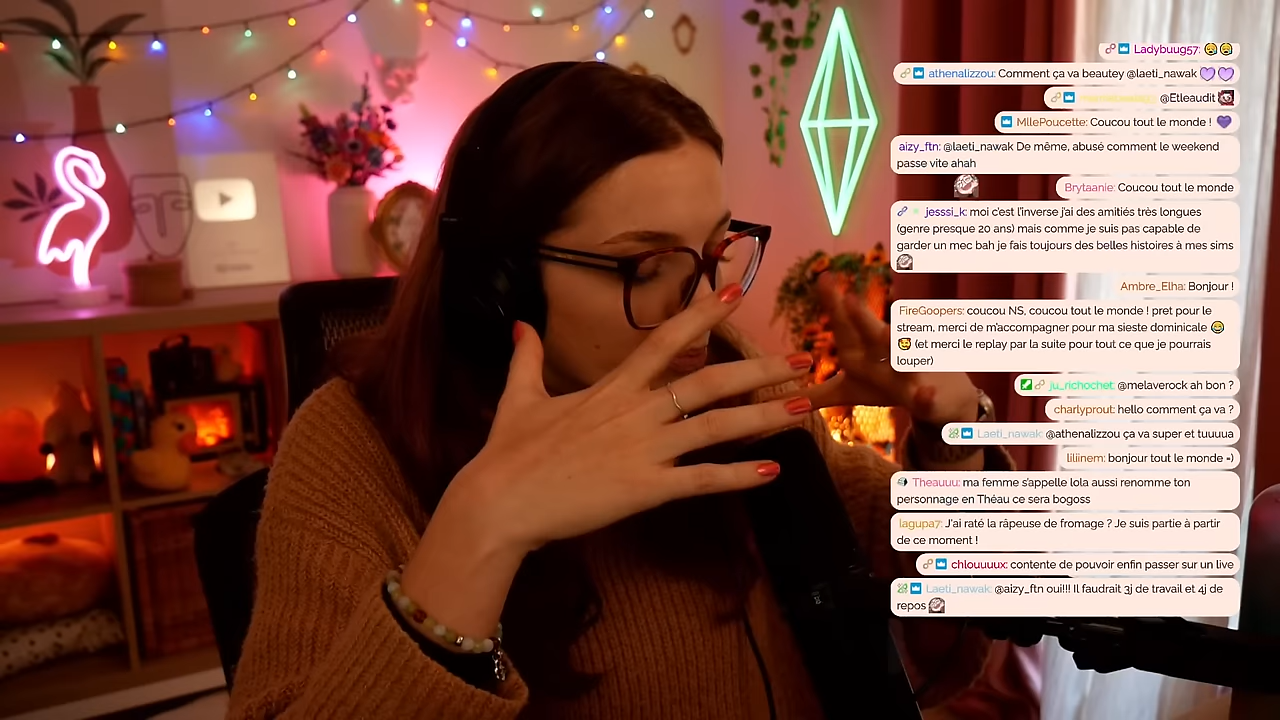 Ladybuug57:
athenalizzou: Comment ça va beautey @laeti_nawak
@Etleaudit
MllePoucette: Coucou tout le monde !
aizy_ftn: @laeti_nawak De même, abusé comment le weekend
passe vite ahah
Brytaanie: Coucou tout le monde
jesssi_k: moi c'est l'inverse j'ai des amitiés très longues
(genre presque 20 ans) mais comme je suis pas capable de
garder un mec bah je fais toujours des belles histoires à mes sims
Ambre_Elha: Bonjour !
FireGoopers: coucou NS, coucou tout le monde ! pret pour le
stream, merci de m'accompagner pour ma sieste dominicale 😂
(et merci le replay par la suite pour tout ce que je pourrais
louper)
ju_richochet: @melaverock ah bon ?
charlyprout: hello comment ça va ?
Laeti_nawak: @athenalizzou ça va super et tuuuua
liliinem: bonjour tout le monde =)
Theauuu: ma femme s'appelle lola aussi renomme ton
personnage en Théau ce sera bogoss
lagupa7: J'ai raté la râpeuse de fromage ? Je suis partie à partir
de ce moment !
chlouuuux: contente de pouvoir enfin passer sur un live
Laeti_nawak: @aizy_ftn oui!!! Il faudrait 3j de travail et 4j de
repos